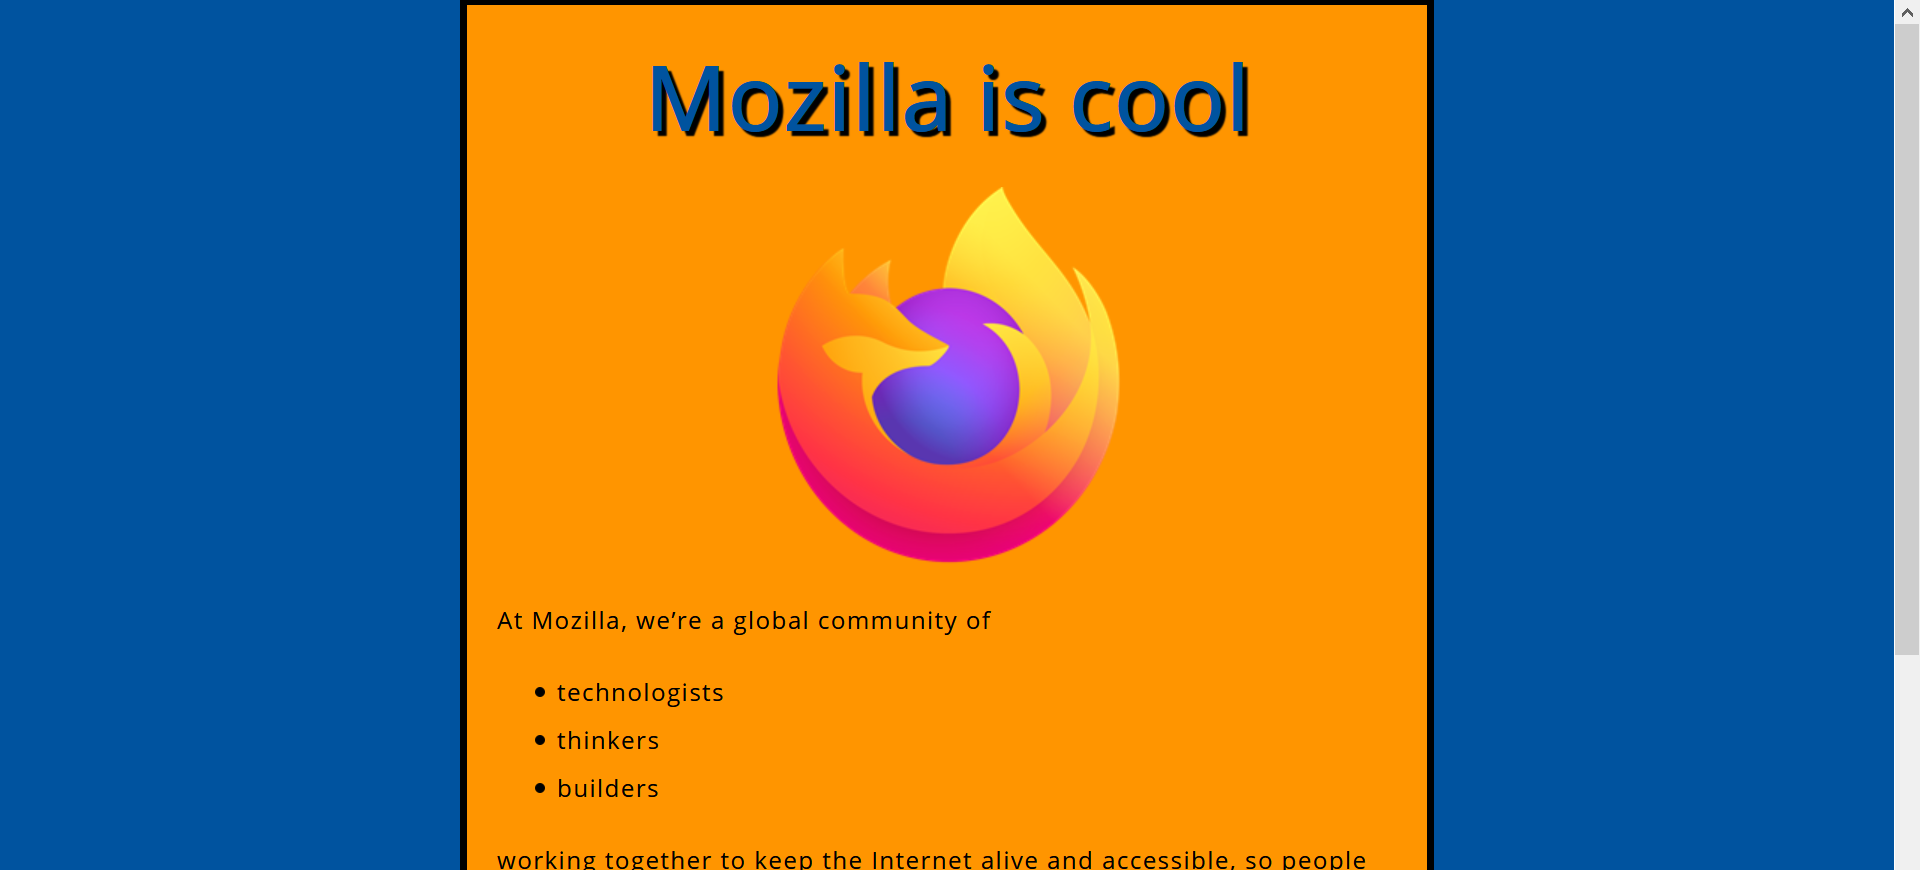 Mozilla is cool
At Mozilla, we’re a global community of
technologists
thinkers
builders
working together to keep the Internet alive and accessible, so people